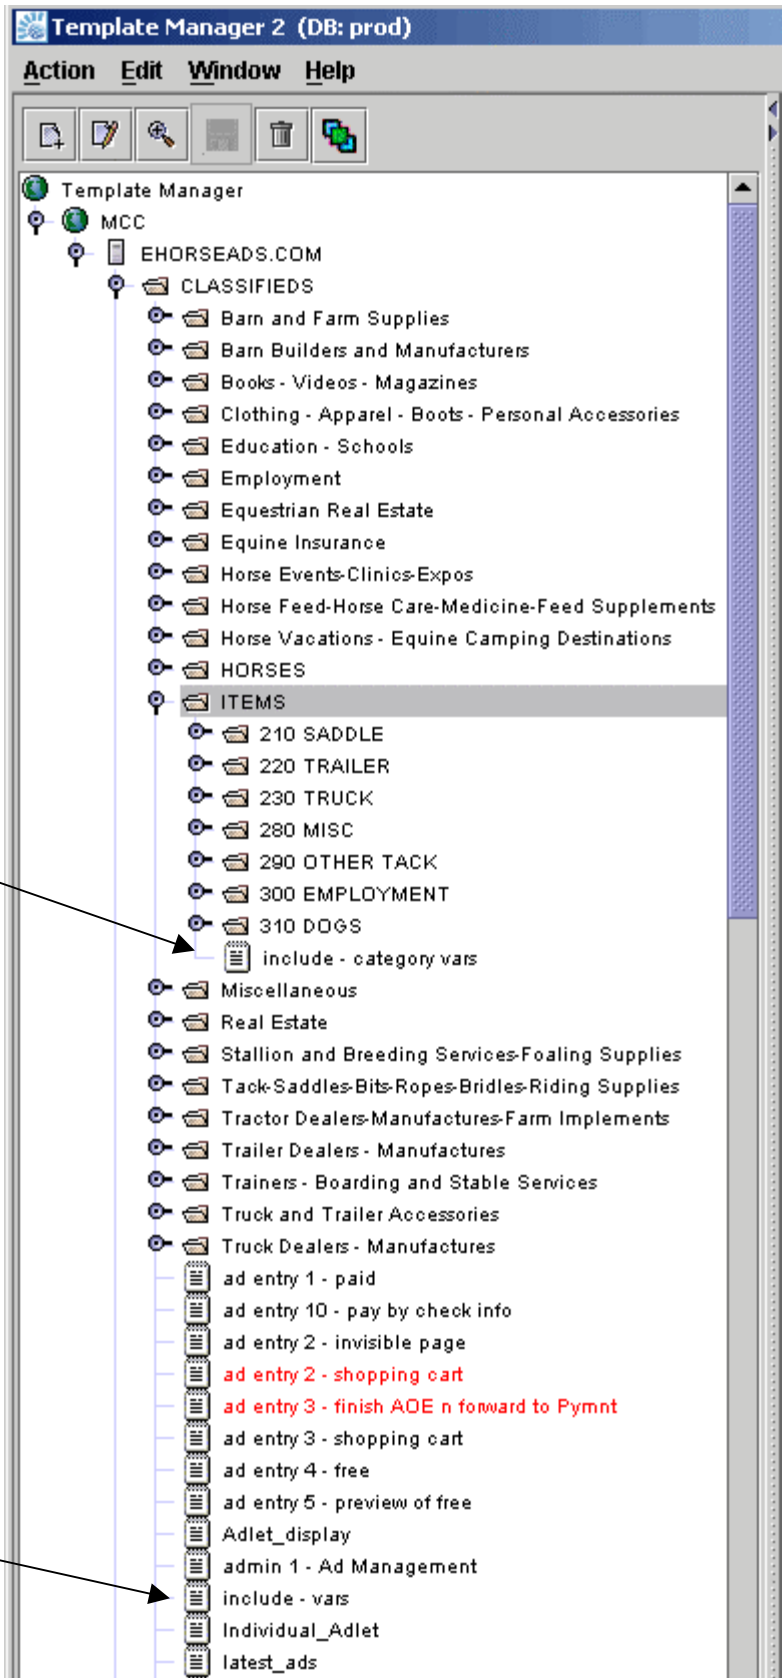 Template Manager 2 (DB: prod)
Action Edit Window Help
Template Manager
MCC
EHORSEADS.COM
CLASSIFIEDS
Barn and Farm Supplies
Barn Builders and Manufacturers
Books - Videos - Magazines
Clothing - Apparel - Boots - Personal Accessories
Education - Schools
Employment
Equestrian Real Estate
Equine Insurance
Horse Events-Clinics-Expos
Horse Feed-Horse Care-Medicine-Feed Supplements
Horse Vacations - Equine Camping Destinations
HORSES
ITEMS
210 SADDLE
220 TRAILER
230 TRUCK
280 MISC
290 OTHER TACK
300 EMPLOYMENT
310 DOGS
include - category vars
Miscellaneous
Real Estate
Stallion and Breeding Services-Foaling Supplies
Tack-Saddles-Bits-Ropes-Bridles-Riding Supplies
Tractor Dealers-Manufactures-Farm Implements
Trailer Dealers - Manufactures
Trainers - Boarding and Stable Services
Truck and Trailer Accessories
Truck Dealers - Manufactures
ad entry 1 - paid
ad entry 10 - pay by check info
ad entry 2 - invisible page
ad entry 2 - shopping cart
ad entry 3 - finish AOE n forward to Pymnt
ad entry 3 - shopping cart
ad entry 4 - free
ad entry 5 - preview of free
Adlet_display
admin 1 - Ad Management
include - vars
Individual_Adlet
latest_ads